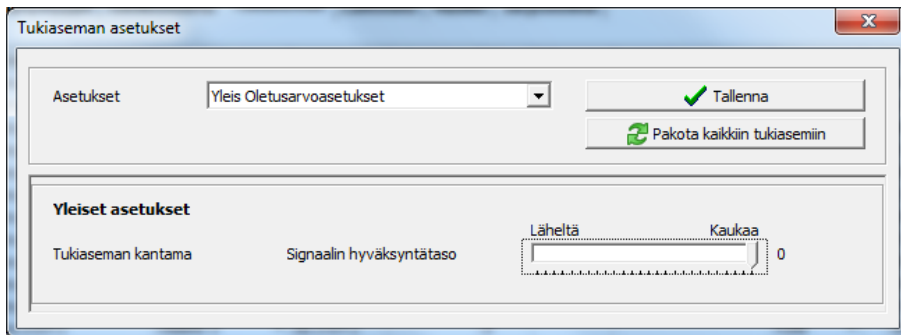 Tukiaseman asetukset
Asetukset
Yleis Oletusarvoasetukset
Tallenna
Pakota kaikkiin tukiasemiin
Yleiset asetukset
Läheltä Kaukaa
Tukiaseman kantama Signaalin hyväksyntätaso 0